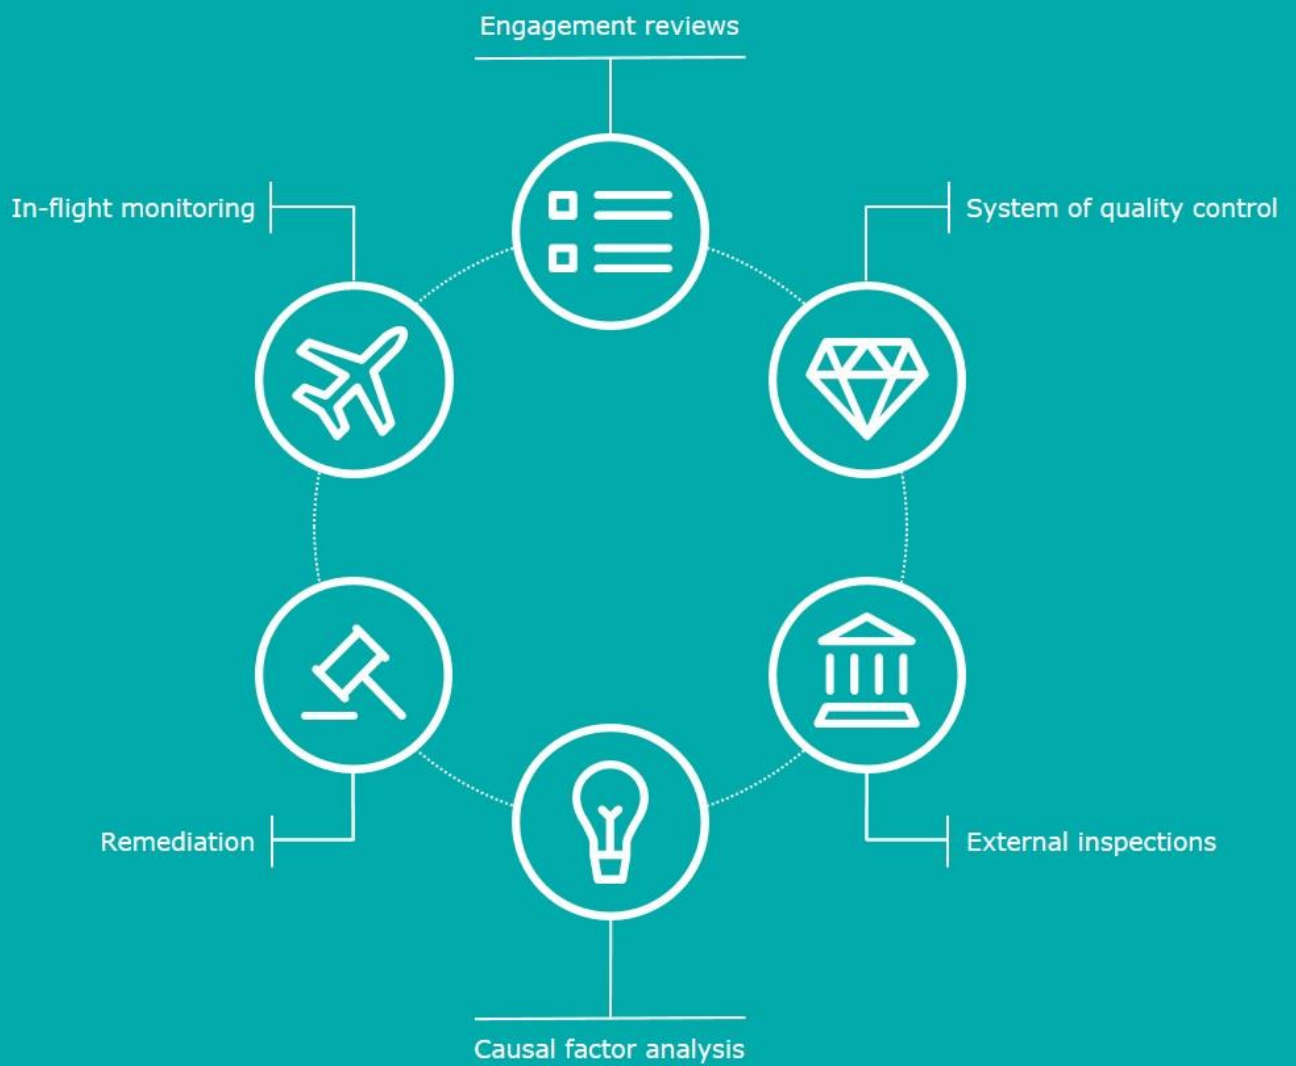 Engagement reviews
In-flight monitoring
System of quality control
Remediation
External inspections
Causal factor analysis